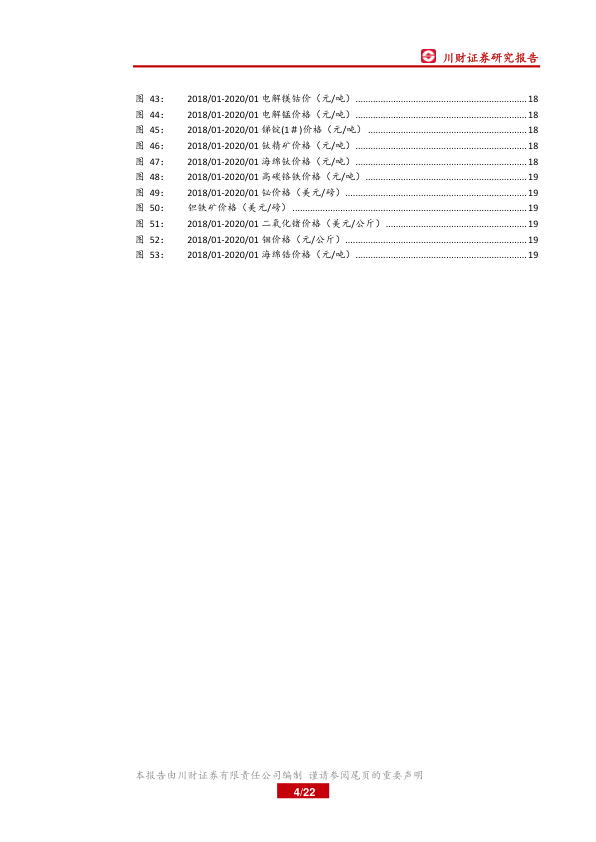 川财证券研究报告
图 43： 2018/01-2020/01 电解镁钴价（元/吨）........................................ 18
图 44： 2018/01-2020/01 电解锰价格（元/吨）........................................ 18
图 45： 2018/01-2020/01 锑锭(1＃)价格（元/吨）........................................ 18
图 46： 2018/01-2020/01 钛精矿价格（元/吨）........................................ 18
图 47： 2018/01-2020/01 海绵钛价格（元/吨）........................................ 18
图 48： 2018/01-2020/01 高碳铬铁价格（元/吨）........................................ 19
图 49： 2018/01-2020/01 铋价格（美元/磅）........................................ 19
图 50： 钽铁矿价格（美元/磅）........................................ 19
图 51： 2018/01-2020/01 二氧化锗价格（美元/公斤）........................................ 19
图 52： 2018/01-2020/01 铟价格（元/公斤）........................................ 19
图 53： 2018/01-2020/01 海绵锆价格（元/吨）........................................ 19
本报告由川财证券有限责任公司编制 谨请参阅尾页的重要声明
4/22